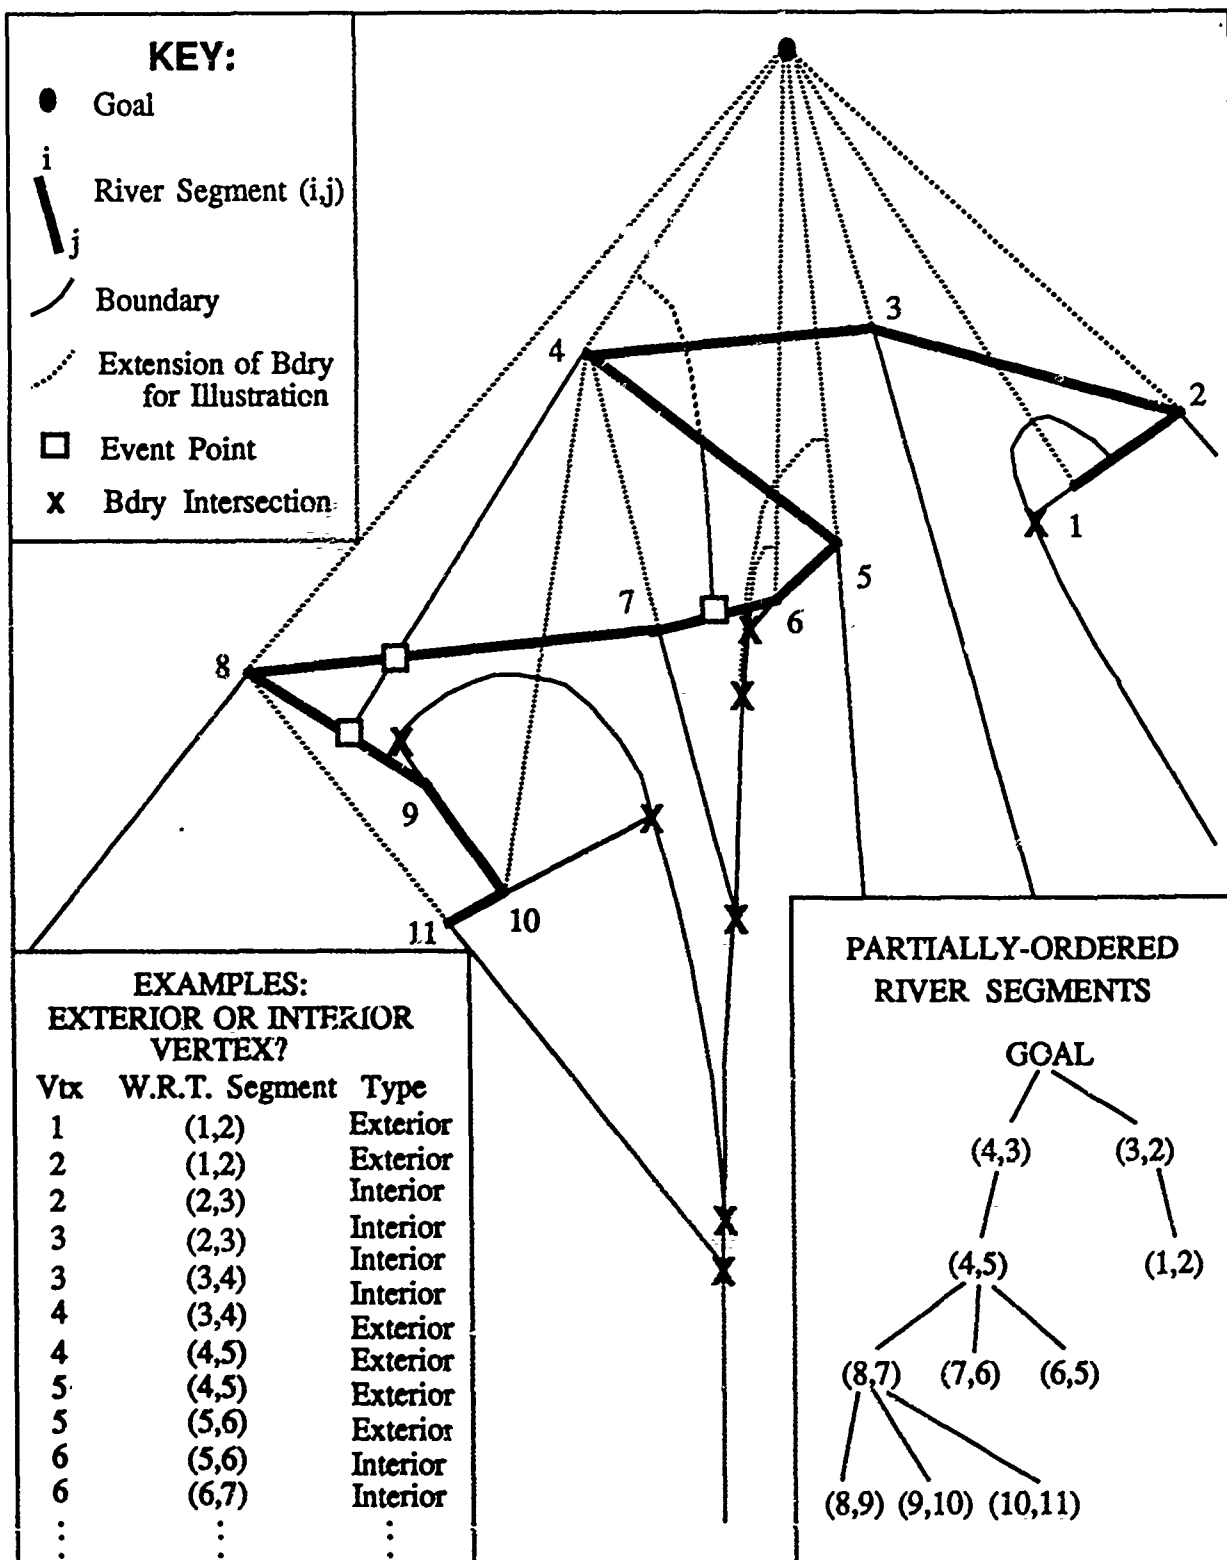 KEY:
Goal
i
River Segment (i,j)
j
Boundary
Extension of Bdry
for Illustration
Event Point
X Bdry Intersection
3
4
2
1
5
7
6
8
9
10
11
EXAMPLES:
EXTERIOR OR INTERIOR
VERTEX?
Vtx W.R.T. Segment Type
1 (1,2) Exterior
2 (1,2) Exterior
2 (2,3) Interior
3 (2,3) Interior
3 (3,4) Interior
4 (3,4) Interior
4 (4,5) Exterior
5 (4,5) Exterior
5 (5,6) Exterior
6 (5,6) Exterior
6 (6,7) Interior
Interior
PARTIALLY-ORDERED
RIVER SEGMENTS
GOAL
(4,3) (3,2)
(4,5) (1,2)
(8,7) (7,6) (6,5)
(8,9) (9,10) (10,11)